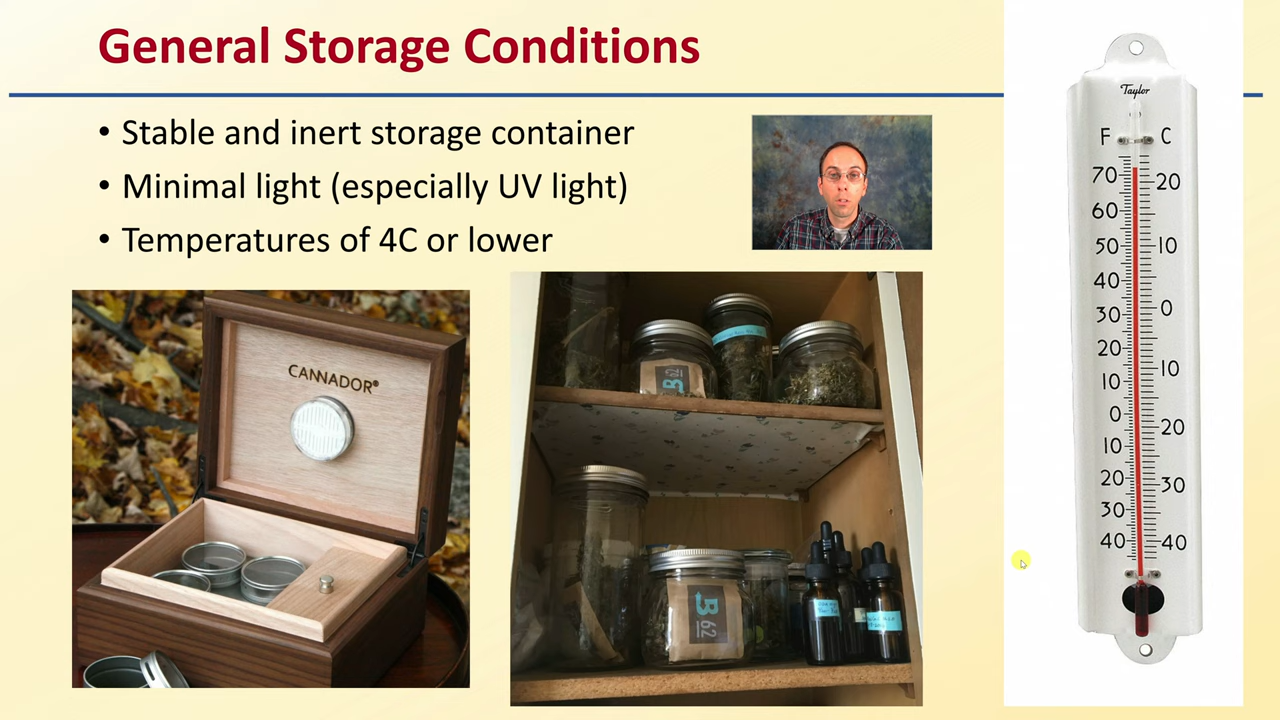 General Storage Conditions
• Stable and inert storage container
• Minimal light (especially UV light)
• Temperatures of 4C or lower
CANNADOR®
B
62
B
62
Taylor
F C
70 20
60
50 10
40
30 0
20
10 10
0
10 20
20
30 30
40 40